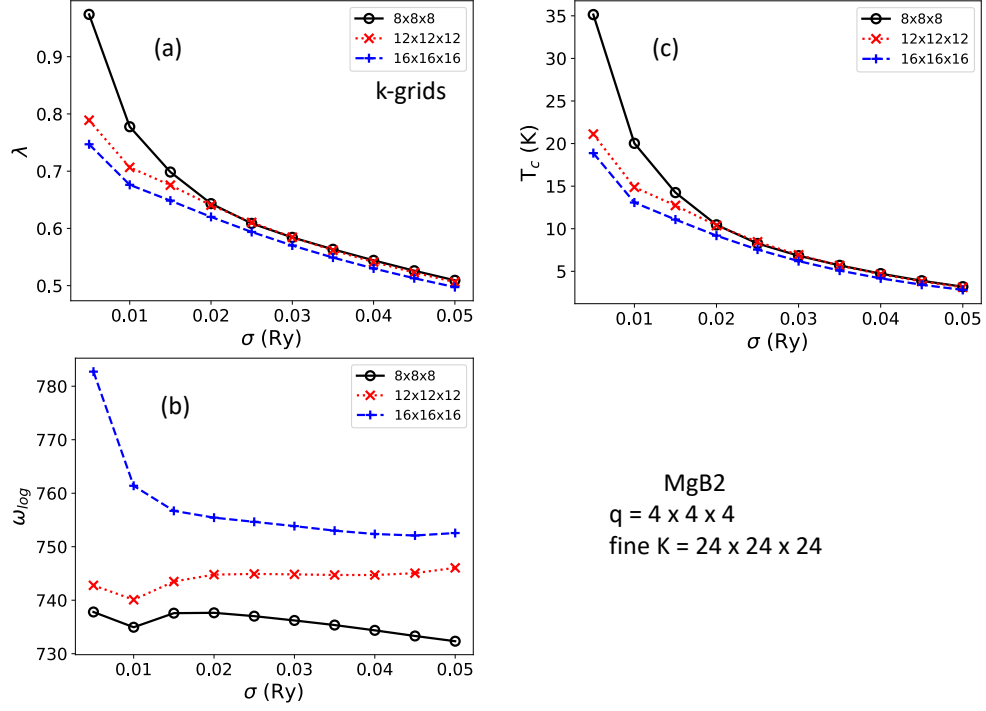 8x8x8
12x12x12
16x16x16
(a)
k-grids
0.9
0.8
0.7
0.6
0.5
λ
0.01 0.02 0.03 0.04 0.05
σ (Ry)
8x8x8
12x12x12
16x16x16
(c)
35
30
25
20
15
10
5
T_c (K)
0.01 0.02 0.03 0.04 0.05
σ (Ry)
8x8x8
12x12x12
16x16x16
(b)
780
770
760
750
740
730
ω_log
0.01 0.02 0.03 0.04 0.05
σ (Ry)
MgB2
q = 4 x 4 x 4
fine K = 24 x 24 x 24